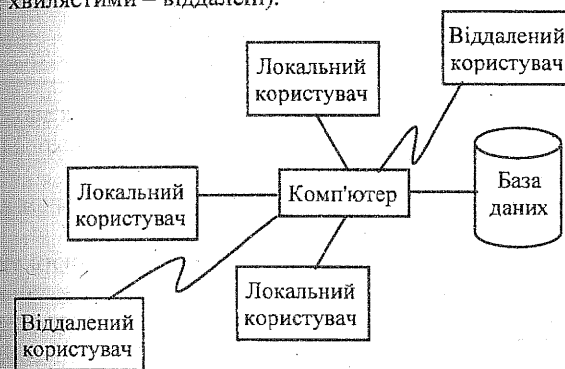 хвилястими – віддалені).
Віддалений
користувач
Локальний
користувач
База
даних
Комп'ютер
Локальний
користувач
Локальний
користувач
Віддалений
користувач